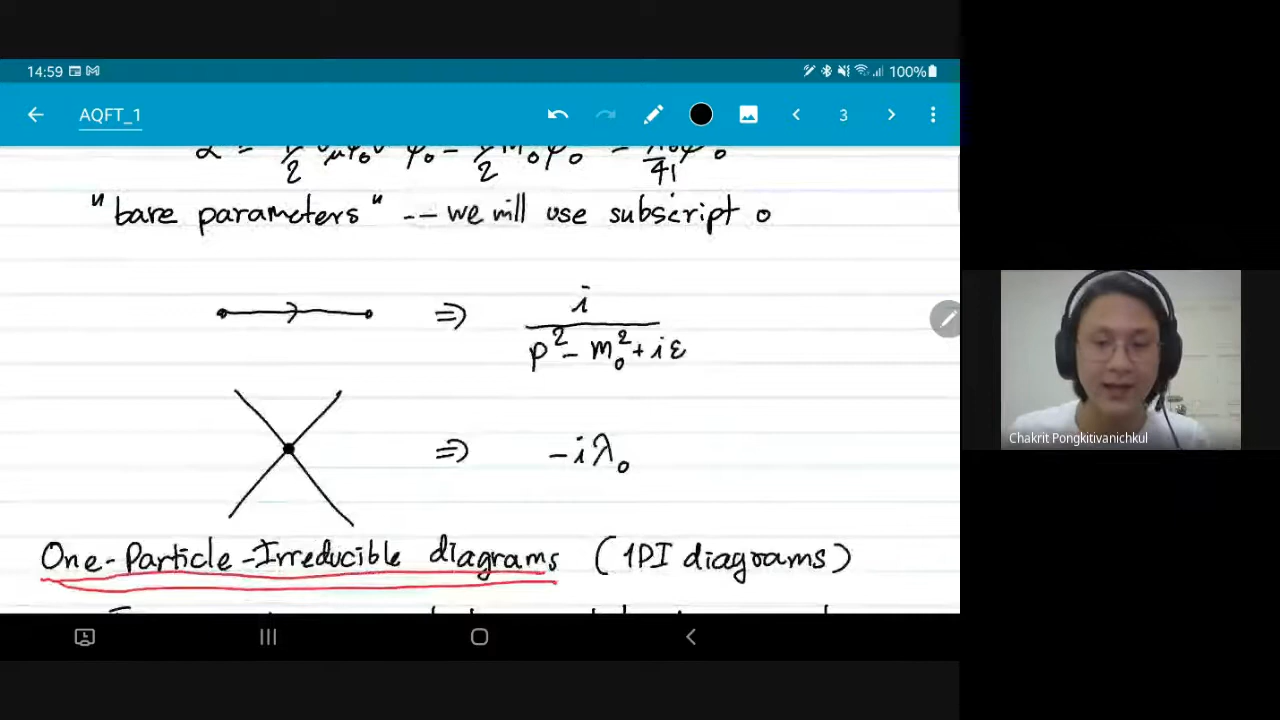 14:59 100%
AQFT_1 3
"bare parameters" -- we will use subscript o
⇒ i
p² - m₀² + iε
⇒ -iλ₀
Chakrit Pongkitivanichkul
One-Particle-Irreducible diagrams (1PI diagrams)